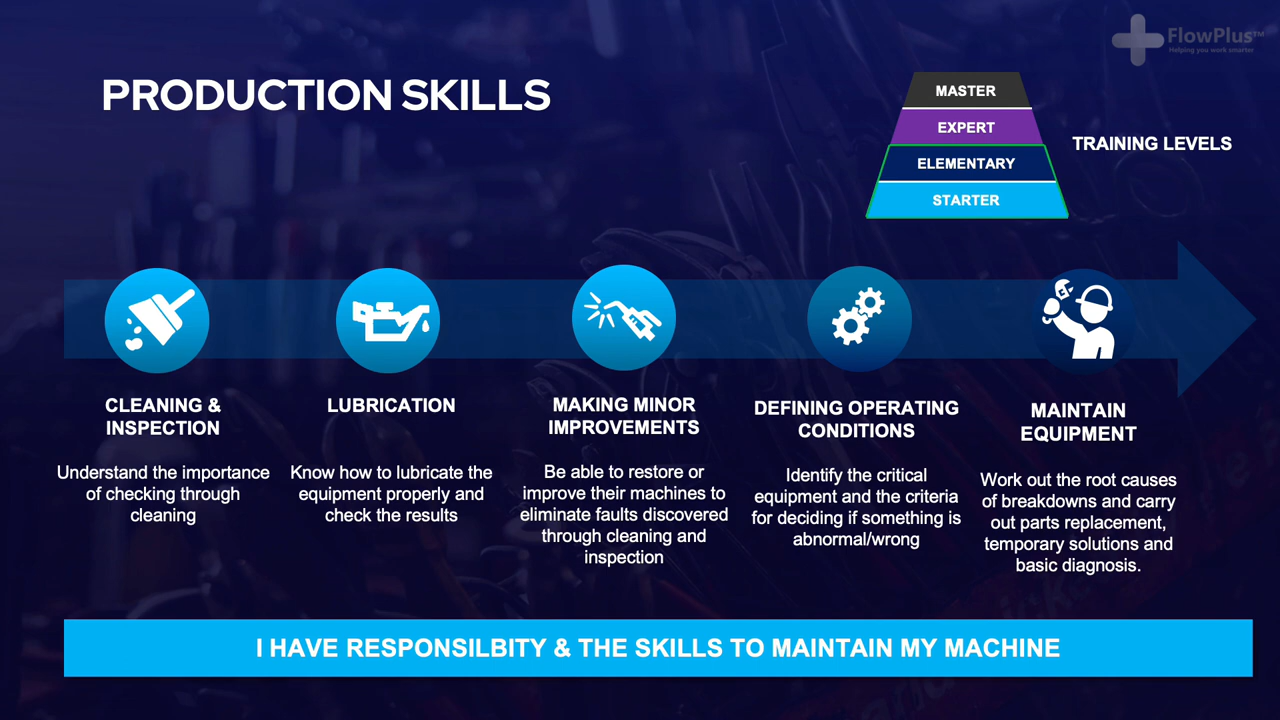 FlowPlus™
Helping you work smarter
PRODUCTION SKILLS
MASTER
EXPERT
ELEMENTARY
STARTER
TRAINING LEVELS
CLEANING &
INSPECTION
Understand the importance
of checking through
cleaning
LUBRICATION
Know how to lubricate the
equipment properly and
check the results
MAKING MINOR
IMPROVEMENTS
Be able to restore or
improve their machines to
eliminate faults discovered
through cleaning and
inspection
DEFINING OPERATING
CONDITIONS
Identify the critical
equipment and the criteria
for deciding if something is
abnormal/wrong
MAINTAIN
EQUIPMENT
Work out the root causes
of breakdowns and carry
out parts replacement,
temporary solutions and
basic diagnosis.
I HAVE RESPONSILBITY & THE SKILLS TO MAINTAIN MY MACHINE